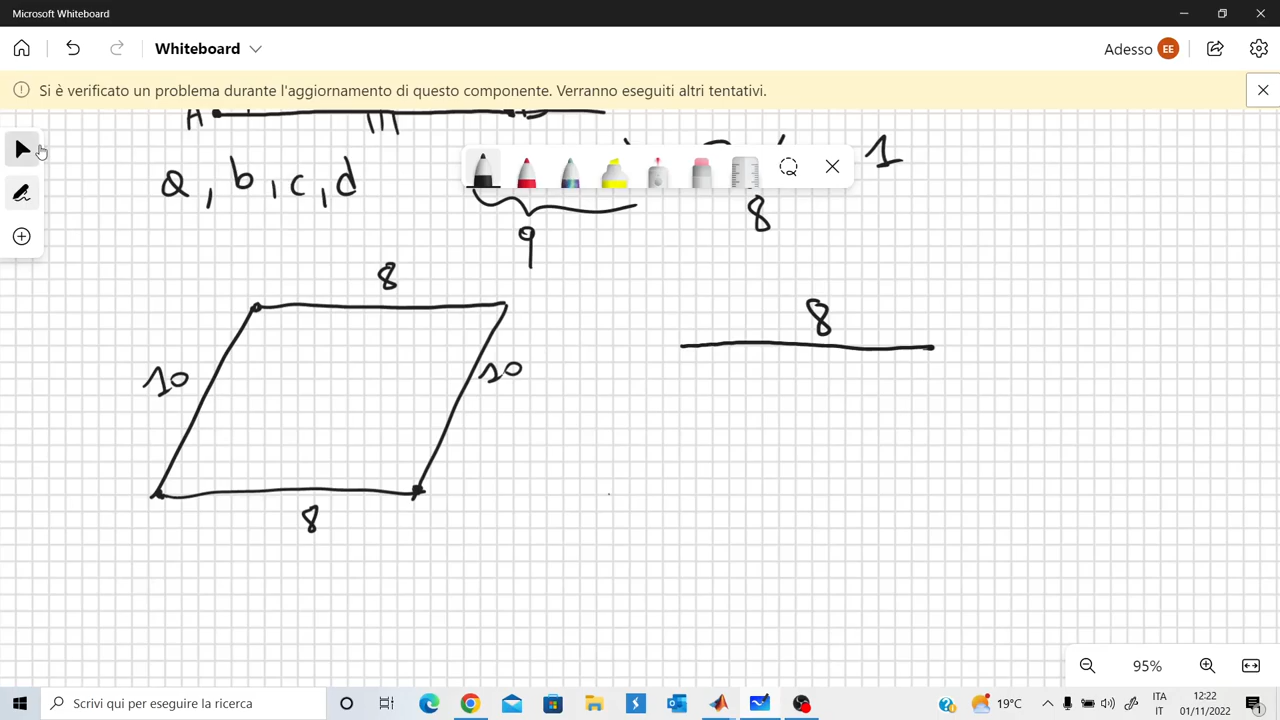 Microsoft Whiteboard
Whiteboard
Adesso EE
Si è verificato un problema durante l'aggiornamento di questo componente. Verranno eseguiti altri tentativi.
A
1
a, b, c, d
8
9
8
8
10
10
8
95%
Scrivi qui per eseguire la ricerca
19°C
ITA
IT
12:22
01/11/2022
1